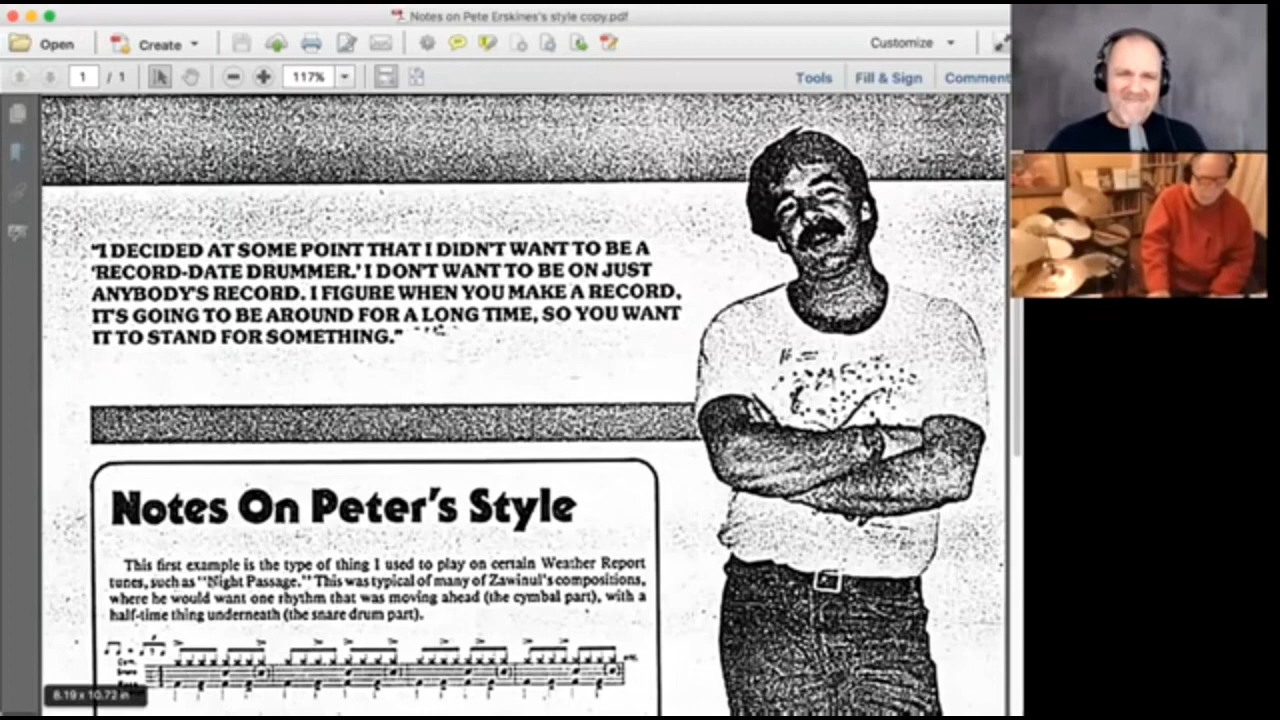 Notes on Pete Erskines's style copy.pdf
Open
Create
Customize
1 / 1
117%
Tools
Fill & Sign
Comment
"I DECIDED AT SOME POINT THAT I DIDN'T WANT TO BE A
'RECORD-DATE DRUMMER.' I DON'T WANT TO BE ON JUST
ANYBODY'S RECORD. I FIGURE WHEN YOU MAKE A RECORD,
IT'S GOING TO BE AROUND FOR A LONG TIME, SO YOU WANT
IT TO STAND FOR SOMETHING."
Notes On Peter's Style
This first example is the type of thing I used to play on certain Weather Report
tunes, such as "Night Passage." This was typical of many of Zawinul's compositions,
where he would want one rhythm that was moving ahead (the cymbal part), with a
half-time thing underneath (the snare drum part).
8.19 x 10.72 in